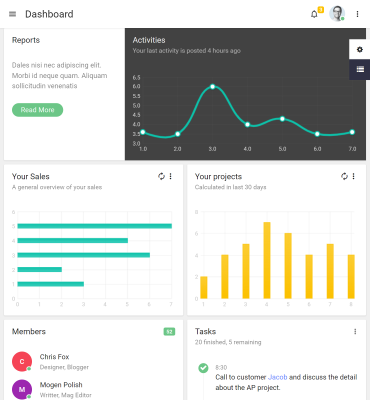 Dashboard
Reports
Dales nisi nec adipiscing elit.
Morbi id neque quam. Aliquam
sollicitudin venenatis
Read More
Activities
Your last activity is posted 4 hours ago
6.5
6.0
5.5
5.0
4.5
4.0
3.5
3.0
1.0 2.0 3.0 4.0 5.0 6.0 7.0
Your Sales
A general overview of your sales
6
5
4
3
2
1
0
0 1 2 3 4 5 6 7
Your projects
Calculated in last 30 days
8
6
4
2
0
1 2 3 4 5 6 7 8
Members
52
C
Chris Fox
Designer, Blogger
M
Mogen Polish
Writter, Mag Editor
Tasks
20 finished, 5 remaining
8:30
Call to customer Jacob and discuss the detail
about the AP project.